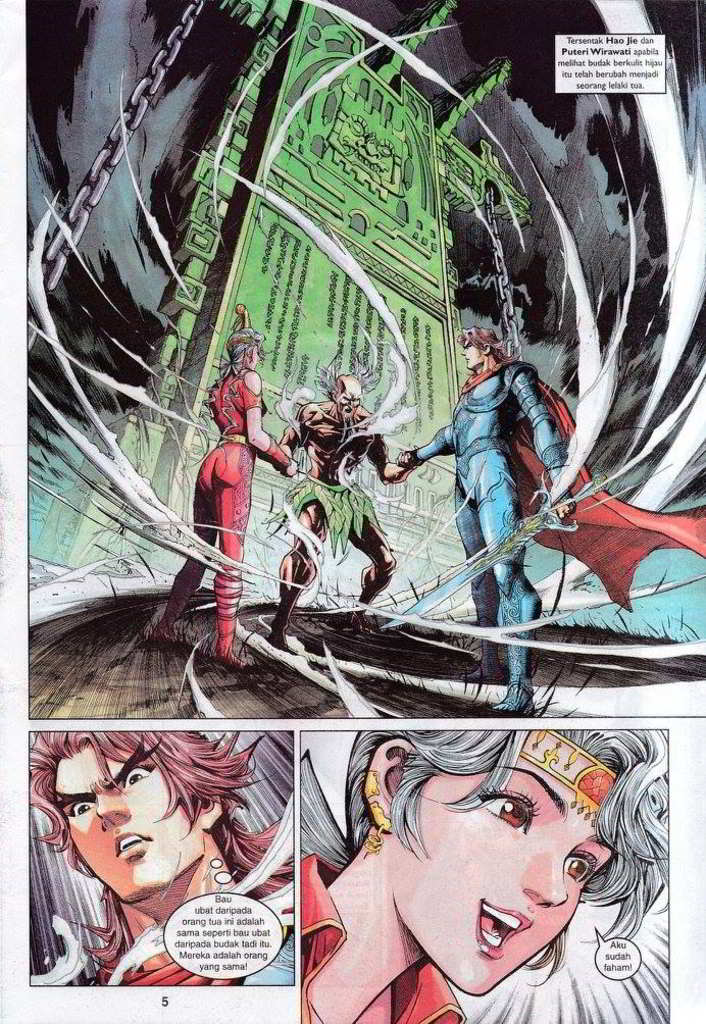 Tersentak Hao Jie dan
Puteri Wirawati apabila
melihat budak berkulit hijau
itu telah berubah menjadi
seorang lelaki tua.
Bau
ubat daripada
orang tua ini adalah
sama seperti bau ubat
daripada budak tadi itu.
Mereka adalah orang
yang sama!
Aku
sudah
faham!
5